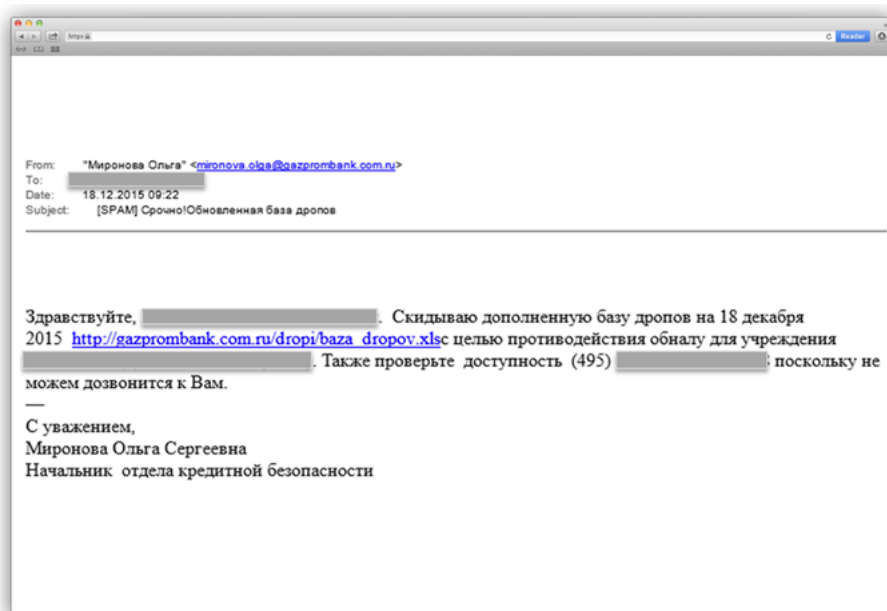 https
Reader
From: "Миронова Ольга" <mironova.olga@gazprombank.com.ru>
To:
Date: 18.12.2015 09:22
Subject: [SPAM] Срочно!Обновленная база дропов
Здравствуйте, . Скидываю дополненную базу дропов на 18 декабря
2015 http://gazprombank.com.ru/dropi/baza_dropov.xlsс целью противодействия обналу для учреждения
. Также проверьте доступность (495) поскольку не
можем дозвонится к Вам.
—
С уважением,
Миронова Ольга Сергеевна
Начальник отдела кредитной безопасности